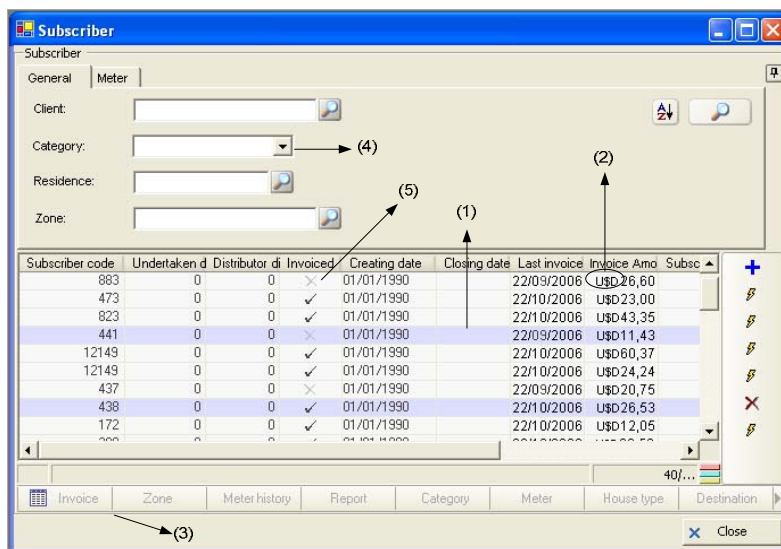 Subscriber
Subscriber
General Meter
Client:
Category: (4)
Residence: (2)
Zone: (5) (1)
Subscriber code Undertaken d Distributor di Invoiced Creating date Closing date Last invoice Invoice Amo Subsc
883 0 0 01/01/1990 22/09/2006 U$D26,60
473 0 0 ✓ 01/01/1990 22/10/2006 U$D23,00
823 0 0 ✓ 01/01/1990 22/10/2006 U$D43,35
441 0 0 01/01/1990 22/09/2006 U$D11,43
12149 0 0 ✓ 01/01/1990 22/10/2006 U$D60,37
12149 0 0 ✓ 01/01/1990 22/10/2006 U$D24,24
437 0 0 01/01/1990 22/09/2006 U$D20,75
438 0 0 ✓ 01/01/1990 22/10/2006 U$D26,53
172 0 0 ✓ 01/01/1990 22/10/2006 U$D12,05
40/...
Invoice Zone Meter history Report Category Meter House type Destination
(3)
Close